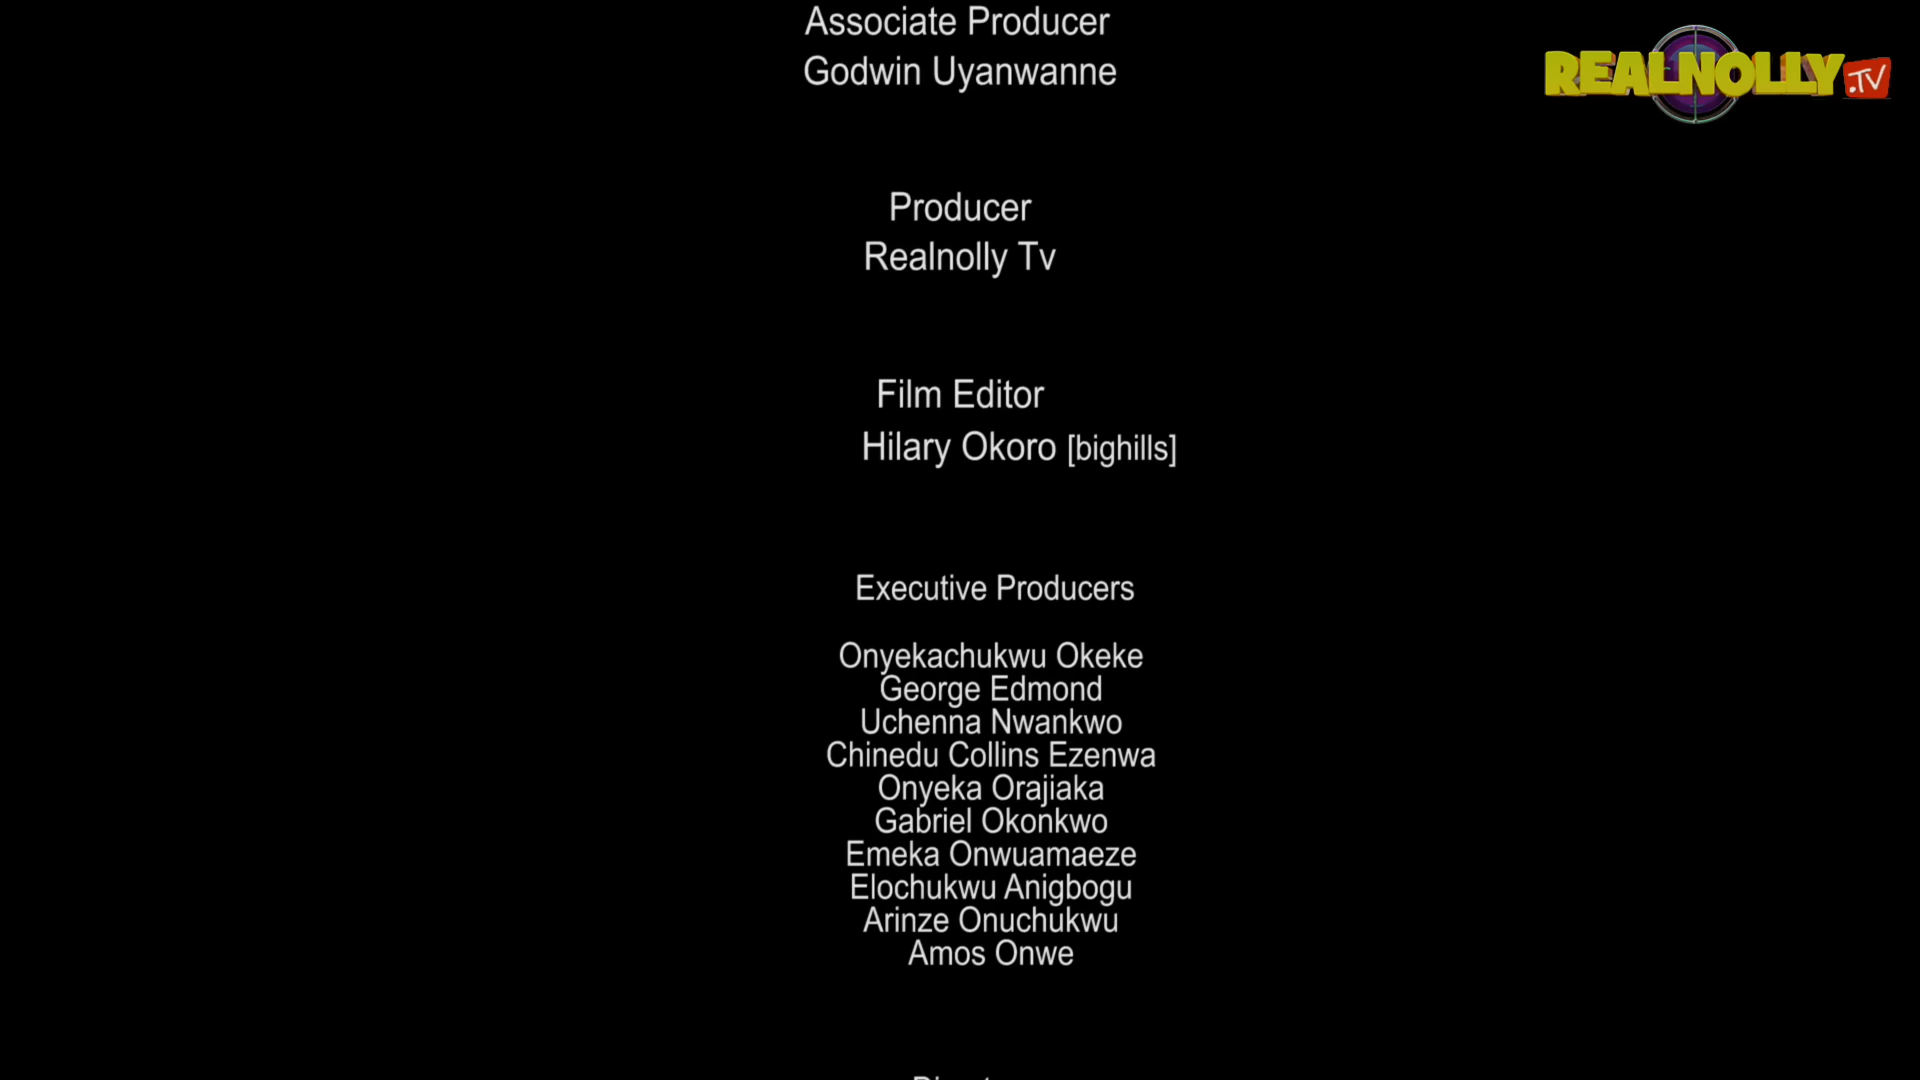 Associate Producer
Godwin Uyanwanne
REALNOLLY.TV
Producer
Realnolly Tv
Film Editor
Hilary Okoro [bighills]
Executive Producers
Onyekachukwu Okeke
George Edmond
Uchenna Nwankwo
Chinedu Collins Ezenwa
Onyeka Orajiaka
Gabriel Okonkwo
Emeka Onwuamaeze
Elochukwu Anigbogu
Arinze Onuchukwu
Amos Onwe